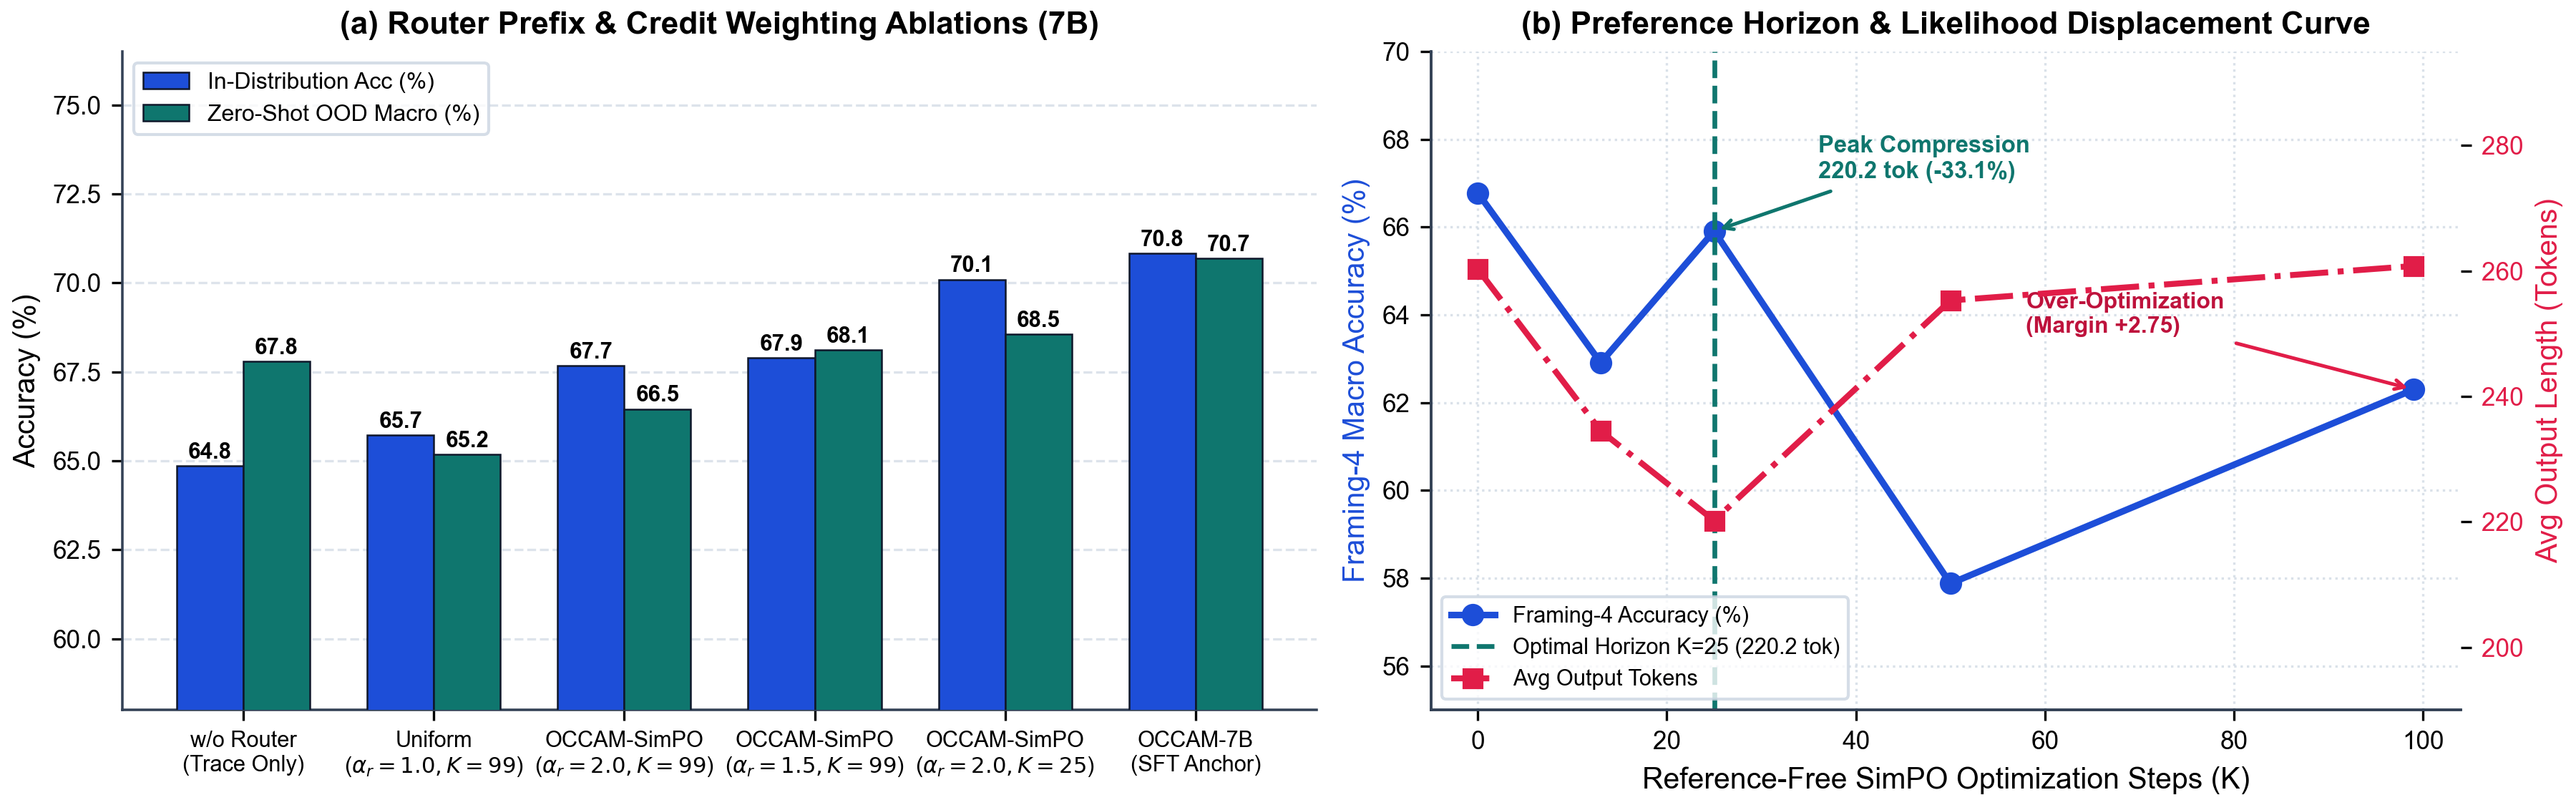 (a) Router Prefix & Credit Weighting Ablations (7B)
In-Distribution Acc (%)
Zero-Shot OOD Macro (%)
Accuracy (%)
75.0
72.5
70.0
67.5
65.0
62.5
60.0
64.8
67.8
65.7
65.2
67.7
66.5
67.9
68.1
70.1
68.5
70.8
70.7
w/o Router
(Trace Only)
Uniform
(αr = 1.0, K = 99)
OCCAM-SimPO
(αr = 2.0, K = 99)
OCCAM-SimPO
(αr = 1.5, K = 99)
OCCAM-SimPO
(αr = 2.0, K = 25)
OCCAM-7B
(SFT Anchor)
(b) Preference Horizon & Likelihood Displacement Curve
Framing-4 Macro Accuracy (%)
70
68
66
64
62
60
58
56
Peak Compression
220.2 tok (-33.1%)
Over-Optimization
(Margin +2.75)
Framing-4 Accuracy (%)
Optimal Horizon K=25 (220.2 tok)
Avg Output Tokens
280
260
240
220
200
Avg Output Length (Tokens)
0
20
40
60
80
100
Reference-Free SimPO Optimization Steps (K)